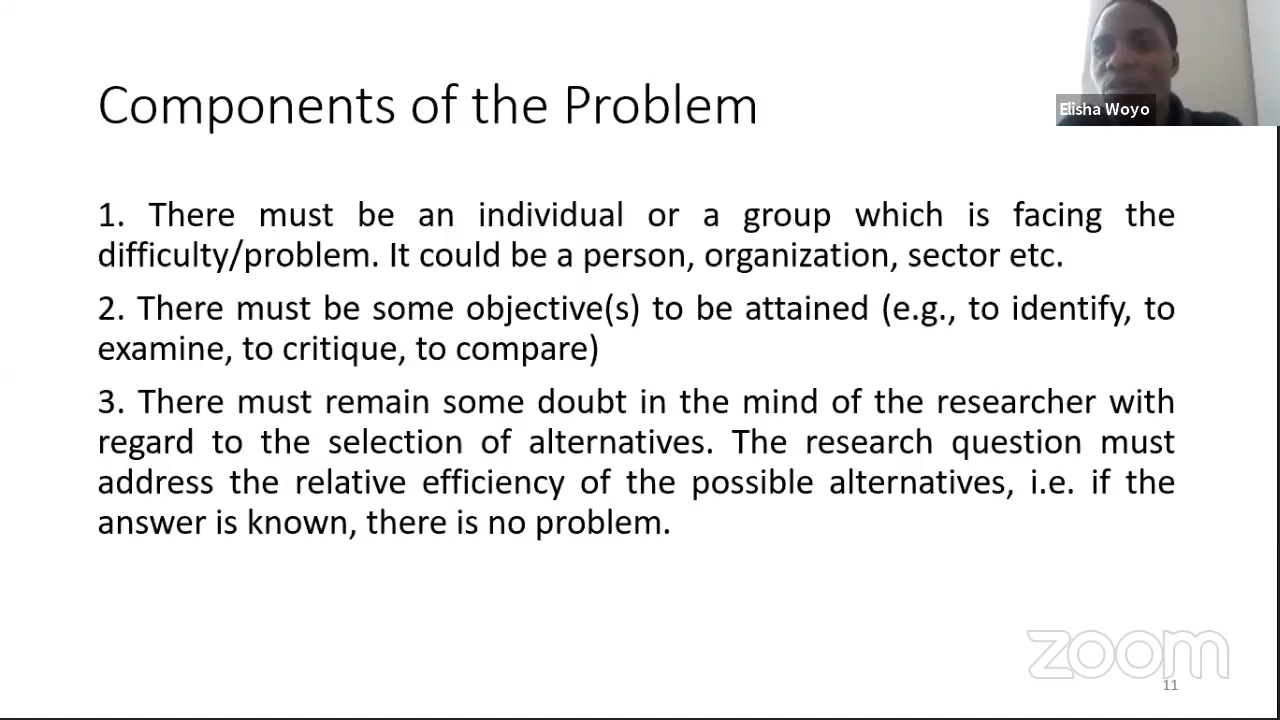 Components of the Problem
Elisha Woyo
1. There must be an individual or a group which is facing the
difficulty/problem. It could be a person, organization, sector etc.
2. There must be some objective(s) to be attained (e.g., to identify, to
examine, to critique, to compare)
3. There must remain some doubt in the mind of the researcher with
regard to the selection of alternatives. The research question must
address the relative efficiency of the possible alternatives, i.e. if the
answer is known, there is no problem.
zoom
11